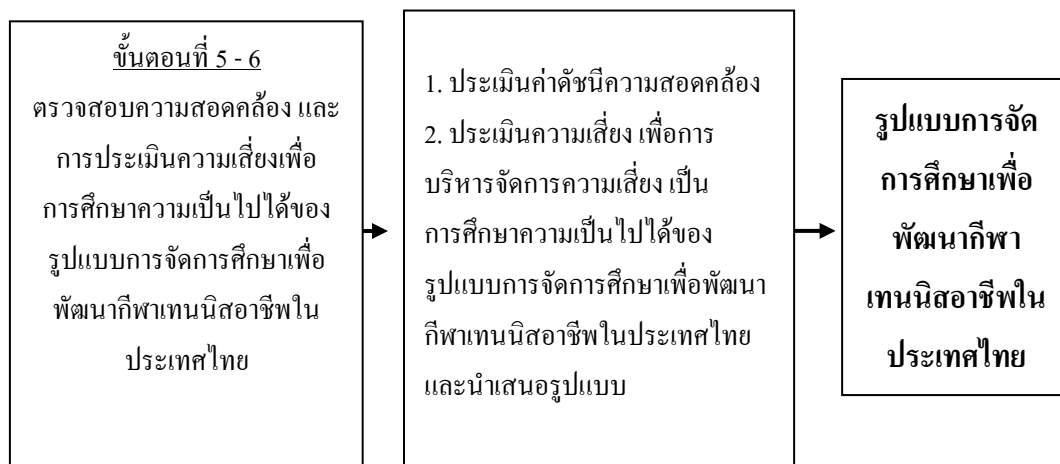 ขั้นตอนที่ 5 - 6
ตรวจสอบความสอดคล้อง และ
การประเมินความเสี่ยงเพื่อ
การศึกษาความเป็นไปได้ของ
รูปแบบการจัดการศึกษาเพื่อ
พัฒนากีฬาเทนนิสอาชีพใน
ประเทศไทย
1. ประเมินค่าดัชนีความสอดคล้อง
2. ประเมินความเสี่ยง เพื่อการ
บริหารจัดการความเสี่ยง เป็น
การศึกษาความเป็นไปได้ของ
รูปแบบการจัดการศึกษาเพื่อพัฒนา
กีฬาเทนนิสอาชีพในประเทศไทย
และนำเสนอรูปแบบ
รูปแบบการจัด
การศึกษาเพื่อ
พัฒนากีฬา
เทนนิสอาชีพใน
ประเทศไทย